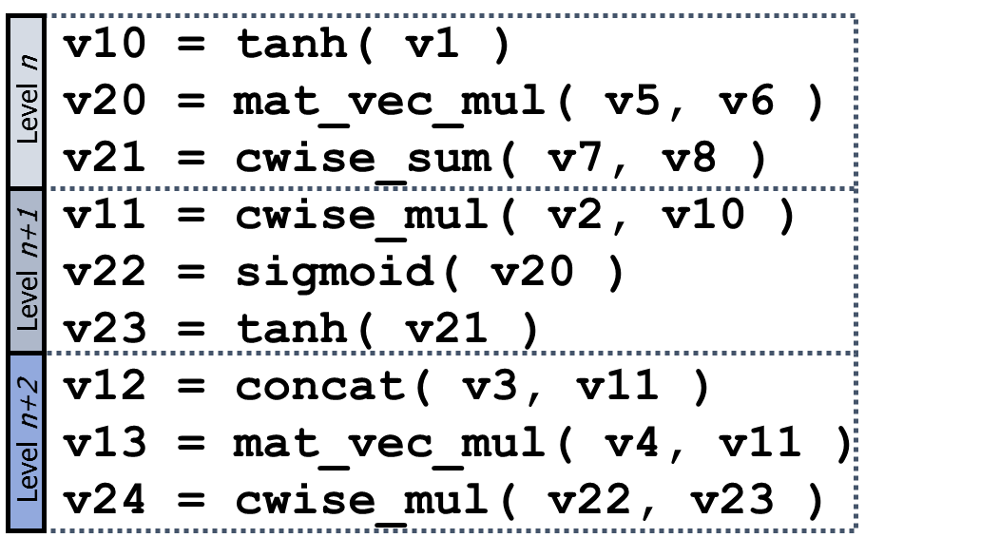 Level n
v10 = tanh( v1 )
v20 = mat_vec_mul( v5, v6 )
v21 = cwise_sum( v7, v8 )
Level n+1
v11 = cwise_mul( v2, v10 )
v22 = sigmoid( v20 )
v23 = tanh( v21 )
Level n+2
v12 = concat( v3, v11 )
v13 = mat_vec_mul( v4, v11 )
v24 = cwise_mul( v22, v23 )